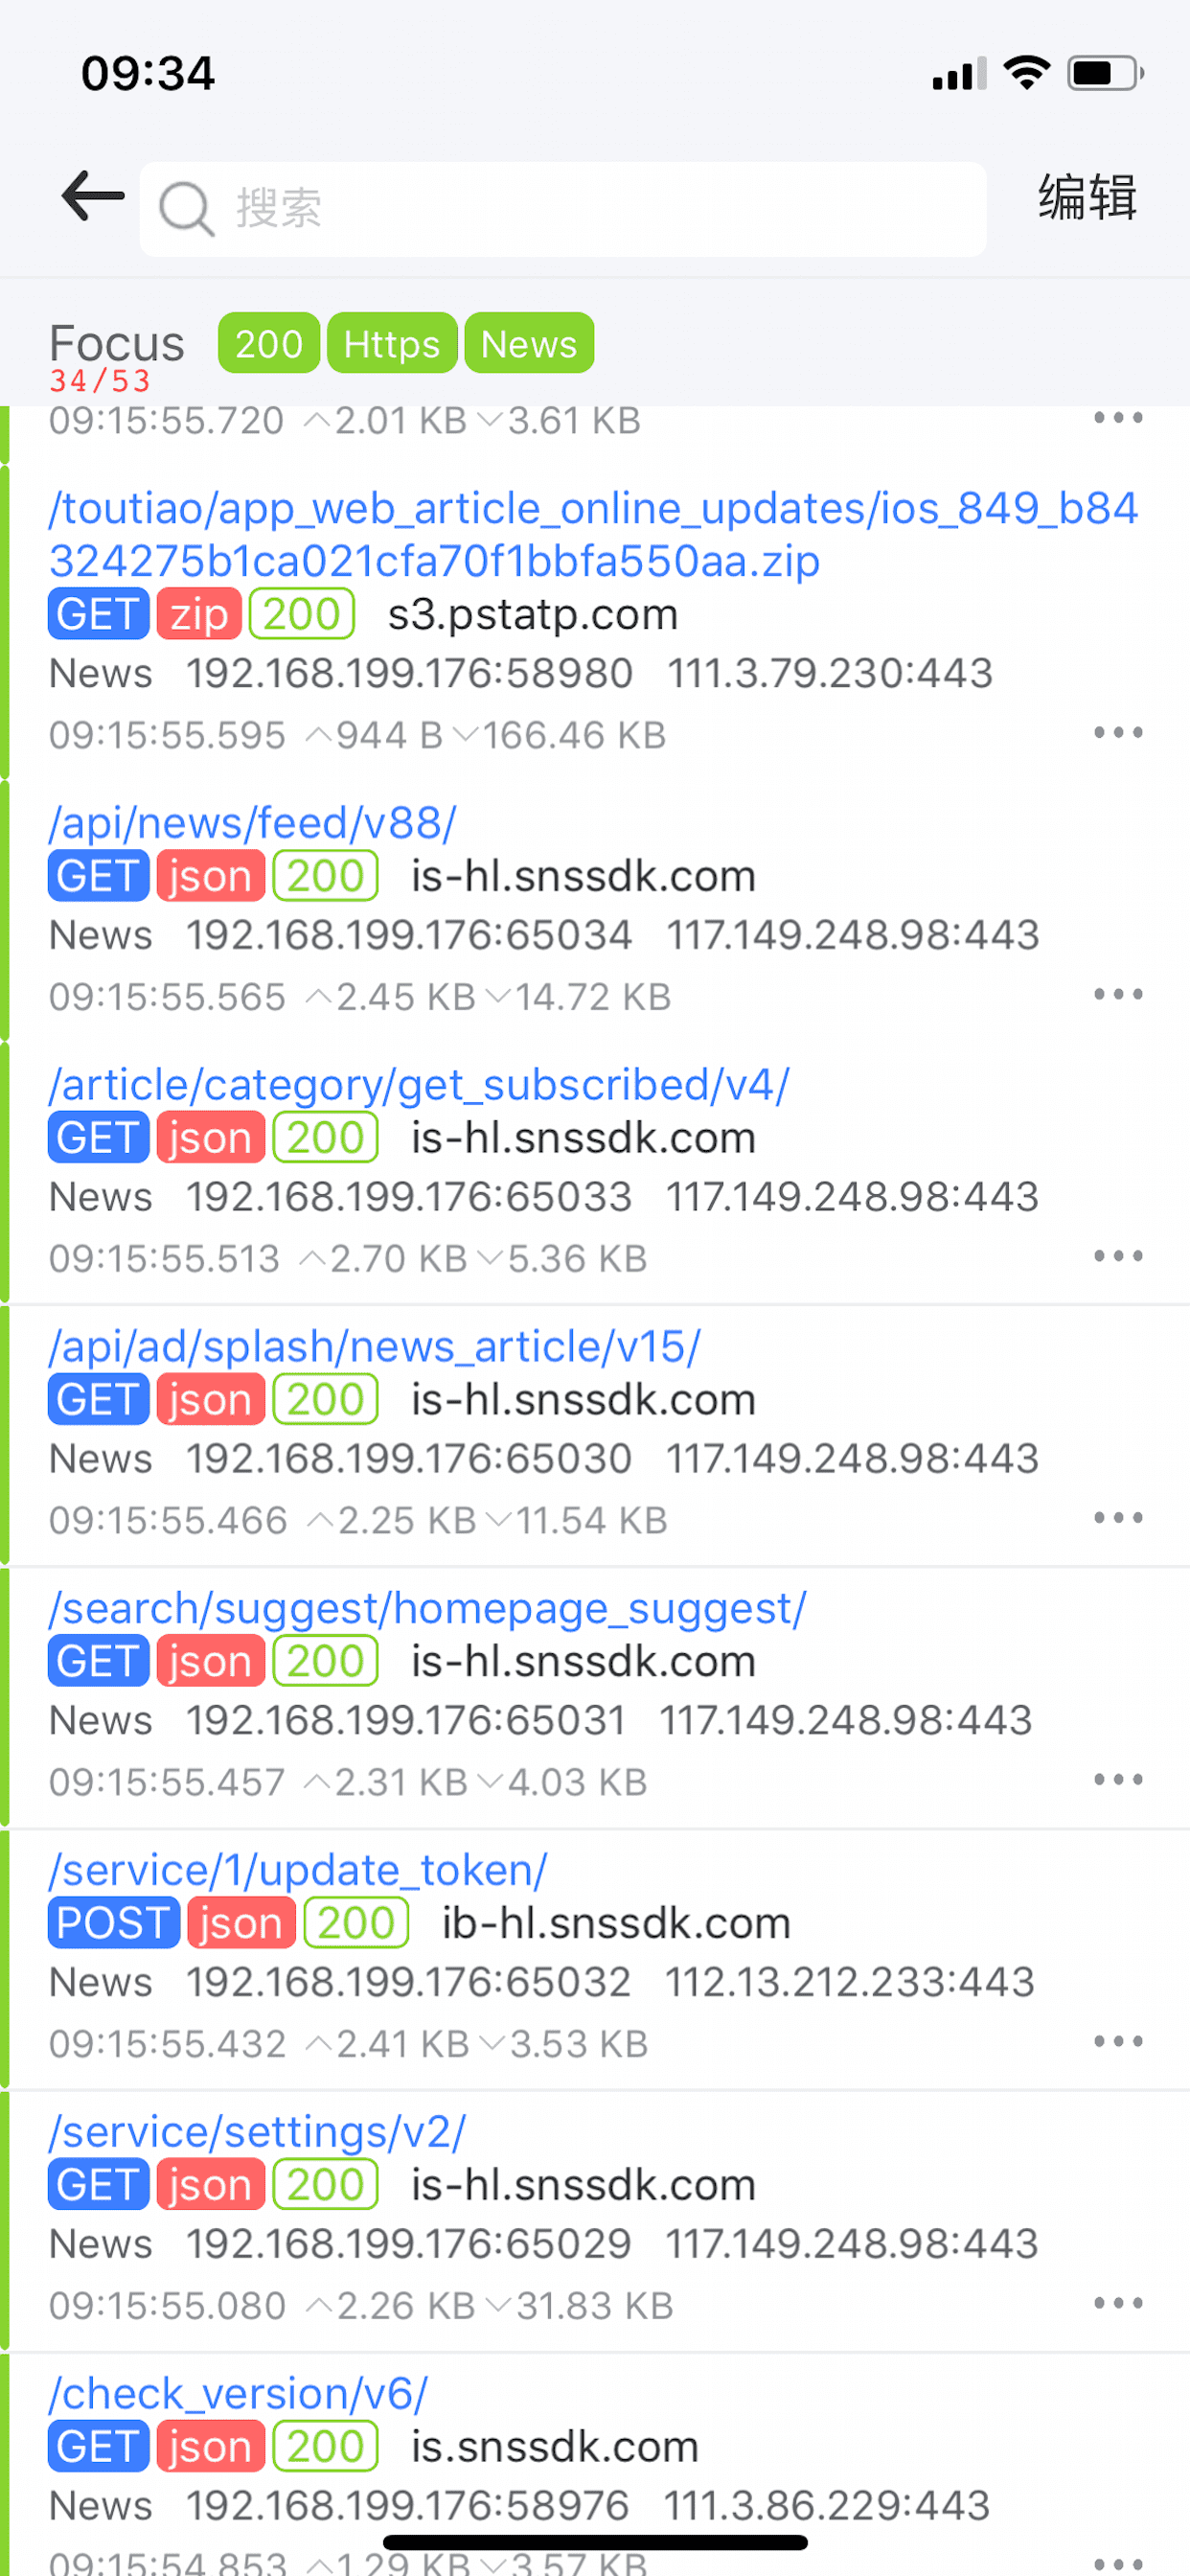 09:34
搜索
编辑
Focus 200 Https News
34/53
09:15:55.720 2.01 KB 3.61 KB
/toutiao/app_web_article_online_updates/ios_849_b84
324275b1ca021cfa70f1bbfa550aa.zip
GET zip 200 s3.pstatp.com
News 192.168.199.176:58980 111.3.79.230:443
09:15:55.595 944 B 166.46 KB
/api/news/feed/v88/
GET json 200 is-hl.snssdk.com
News 192.168.199.176:65034 117.149.248.98:443
09:15:55.565 2.45 KB 14.72 KB
/article/category/get_subscribed/v4/
GET json 200 is-hl.snssdk.com
News 192.168.199.176:65033 117.149.248.98:443
09:15:55.513 2.70 KB 5.36 KB
/api/ad/splash/news_article/v15/
GET json 200 is-hl.snssdk.com
News 192.168.199.176:65030 117.149.248.98:443
09:15:55.466 2.25 KB 11.54 KB
/search/suggest/homepage_suggest/
GET json 200 is-hl.snssdk.com
News 192.168.199.176:65031 117.149.248.98:443
09:15:55.457 2.31 KB 4.03 KB
/service/1/update_token/
POST json 200 ib-hl.snssdk.com
News 192.168.199.176:65032 112.13.212.233:443
09:15:55.432 2.41 KB 3.53 KB
/service/settings/v2/
GET json 200 is-hl.snssdk.com
News 192.168.199.176:65029 117.149.248.98:443
09:15:55.080 2.26 KB 31.83 KB
/check_version/v6/
GET json 200 is.snssdk.com
News 192.168.199.176:58976 111.3.86.229:443
09:15:54.853 1.29 KB 3.57 KB